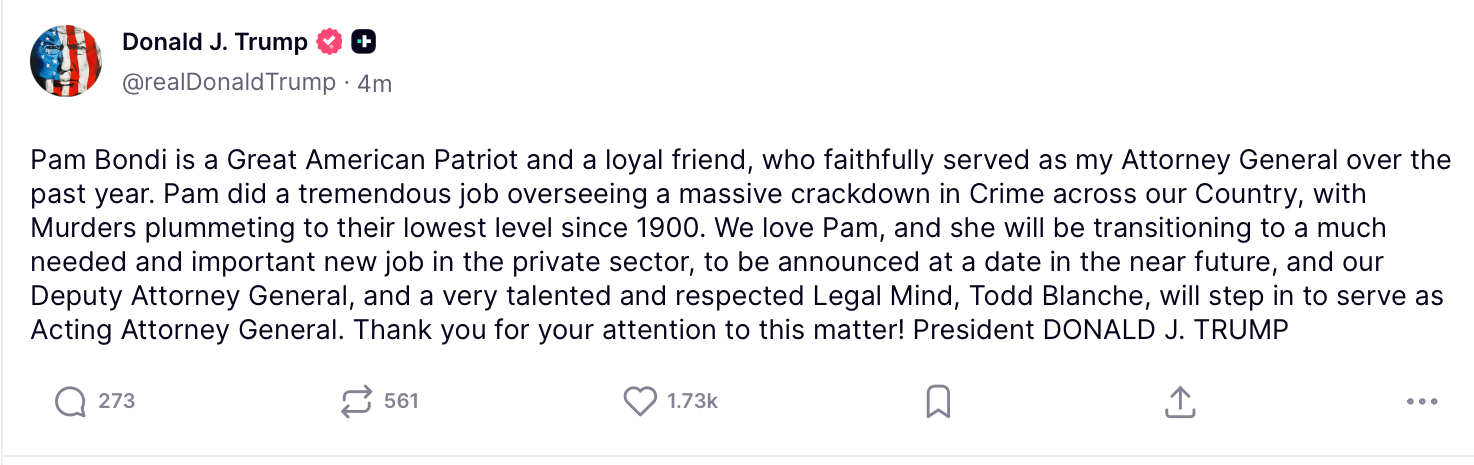 Donald J. Trump
@realDonaldTrump · 4m
Pam Bondi is a Great American Patriot and a loyal friend, who faithfully served as my Attorney General over the
past year. Pam did a tremendous job overseeing a massive crackdown in Crime across our Country, with
Murders plummeting to their lowest level since 1900. We love Pam, and she will be transitioning to a much
needed and important new job in the private sector, to be announced at a date in the near future, and our
Deputy Attorney General, and a very talented and respected Legal Mind, Todd Blanche, will step in to serve as
Acting Attorney General. Thank you for your attention to this matter! President DONALD J. TRUMP
273 561 1.73k